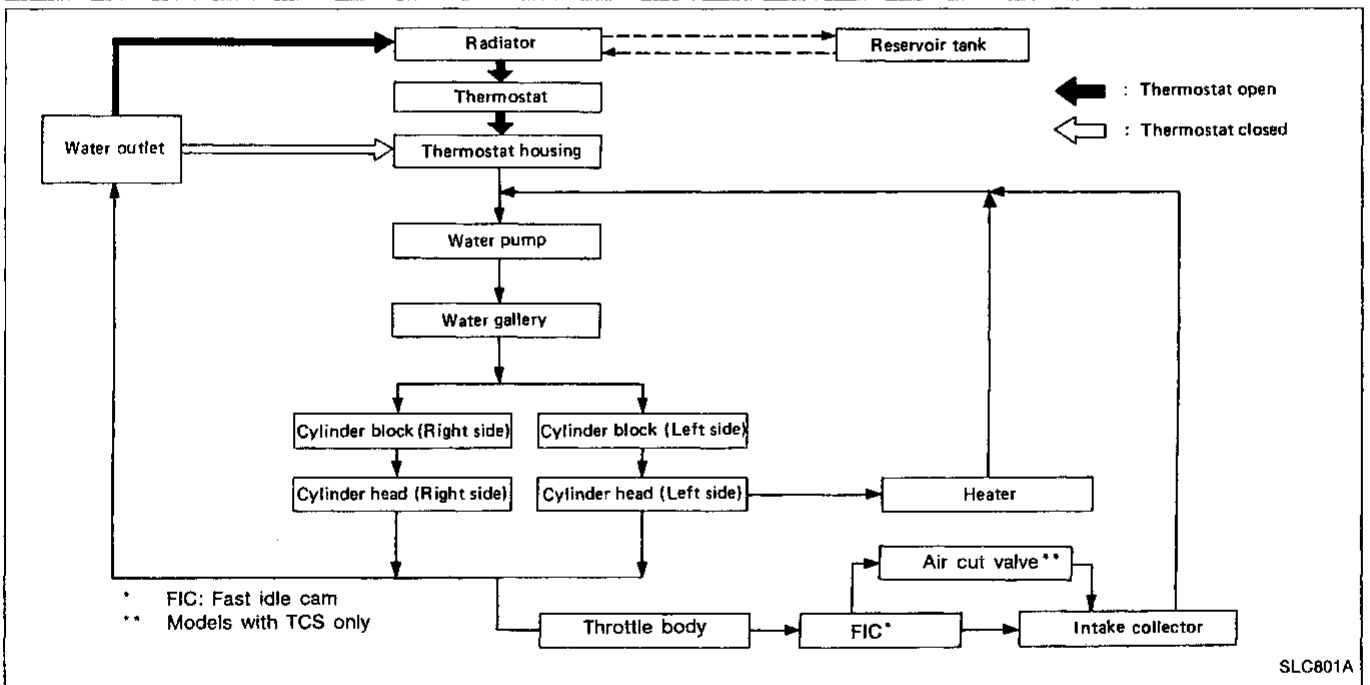 Radiator
Reservoir tank
Thermostat
: Thermostat open
Water outlet
Thermostat housing
: Thermostat closed
Water pump
Water gallery
Cylinder block (Right side)
Cylinder block (Left side)
Cylinder head (Right side)
Cylinder head (Left side)
Heater
Air cut valve**
* FIC: Fast idle cam
** Models with TCS only
Throttle body
FIC*
Intake collector
SLC801A